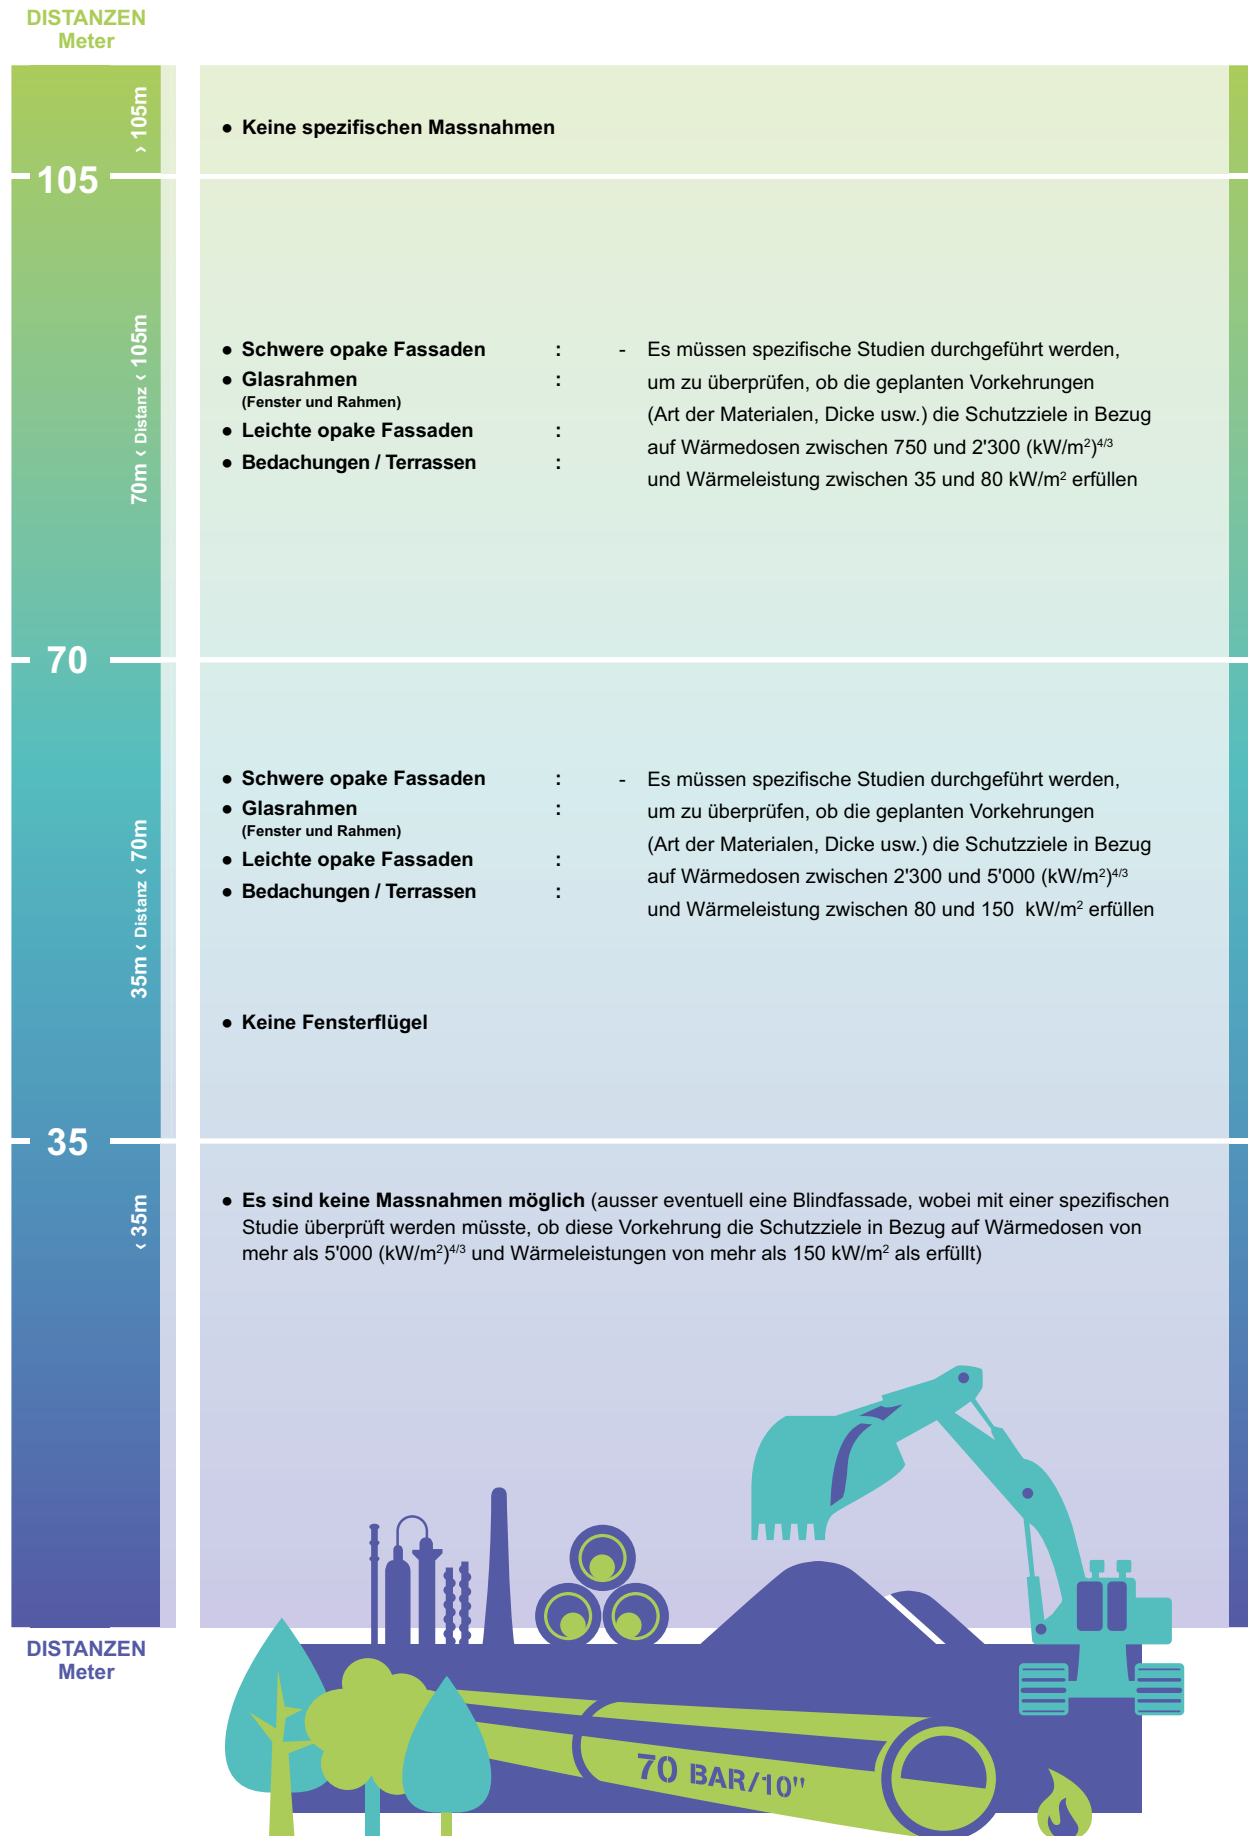 DISTANZEN
Meter
› 105m
● Keine spezifischen Massnahmen
105
70m ‹ Distanz ‹ 105m
● Schwere opake Fassaden :
● Glasrahmen :
(Fenster und Rahmen)
● Leichte opake Fassaden :
● Bedachungen / Terrassen :
- Es müssen spezifische Studien durchgeführt werden,
um zu überprüfen, ob die geplanten Vorkehrungen
(Art der Materialen, Dicke usw.) die Schutzziele in Bezug
auf Wärmedosen zwischen 750 und 2'300 (kW/m²)⁴ᐟ³
und Wärmeleistung zwischen 35 und 80 kW/m² erfüllen
70
35m ‹ Distanz ‹ 70m
● Schwere opake Fassaden :
● Glasrahmen :
(Fenster und Rahmen)
● Leichte opake Fassaden :
● Bedachungen / Terrassen :
- Es müssen spezifische Studien durchgeführt werden,
um zu überprüfen, ob die geplanten Vorkehrungen
(Art der Materialen, Dicke usw.) die Schutzziele in Bezug
auf Wärmedosen zwischen 2'300 und 5'000 (kW/m²)⁴ᐟ³
und Wärmeleistung zwischen 80 und 150 kW/m² erfüllen
● Keine Fensterflügel
35
‹ 35m
● Es sind keine Massnahmen möglich (ausser eventuell eine Blindfassade, wobei mit einer spezifischen
Studie überprüft werden müsste, ob diese Vorkehrung die Schutzziele in Bezug auf Wärmedosen von
mehr als 5'000 (kW/m²)⁴ᐟ³ und Wärmeleistungen von mehr als 150 kW/m² als erfüllt)
DISTANZEN
Meter
70 BAR/10"